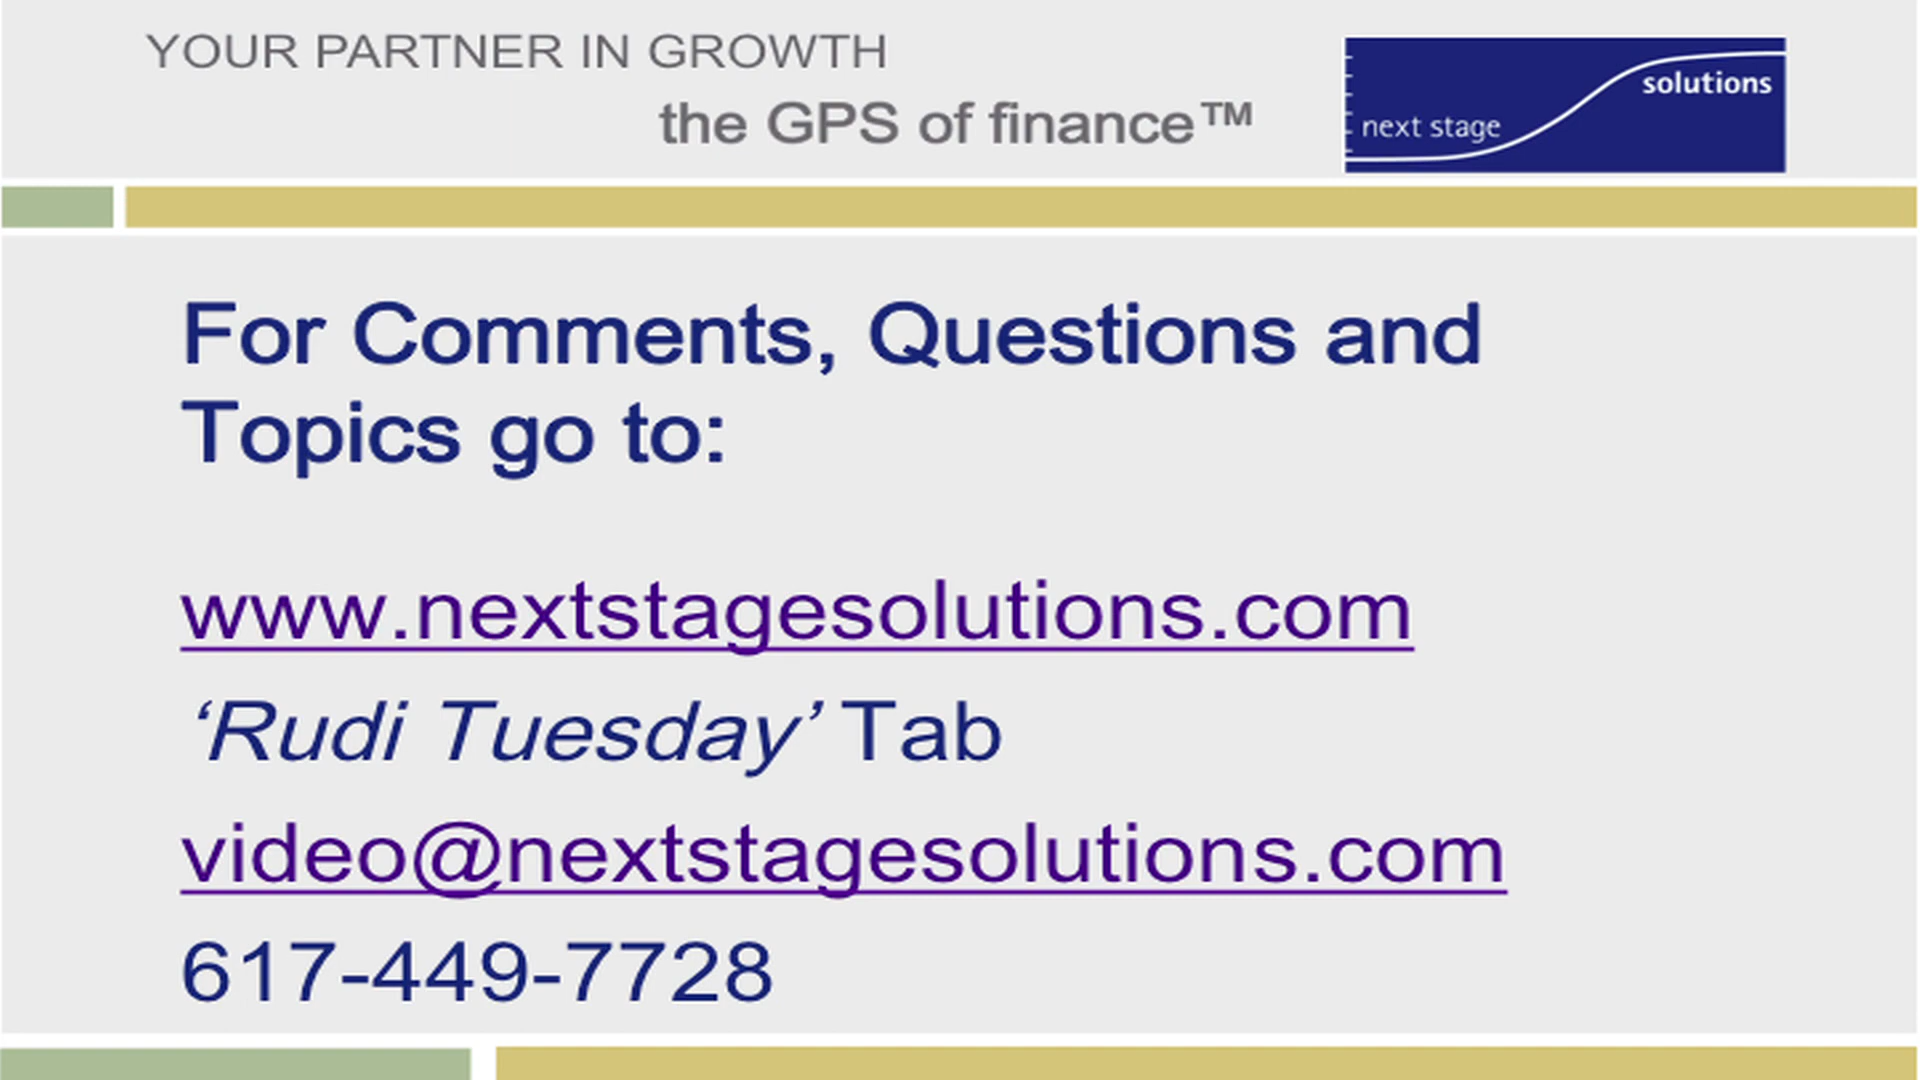 YOUR PARTNER IN GROWTH
the GPS of finance™
solutions
next stage
For Comments, Questions and
Topics go to:
www.nextstagesolutions.com
‘Rudi Tuesday’ Tab
video@nextstagesolutions.com
617-449-7728